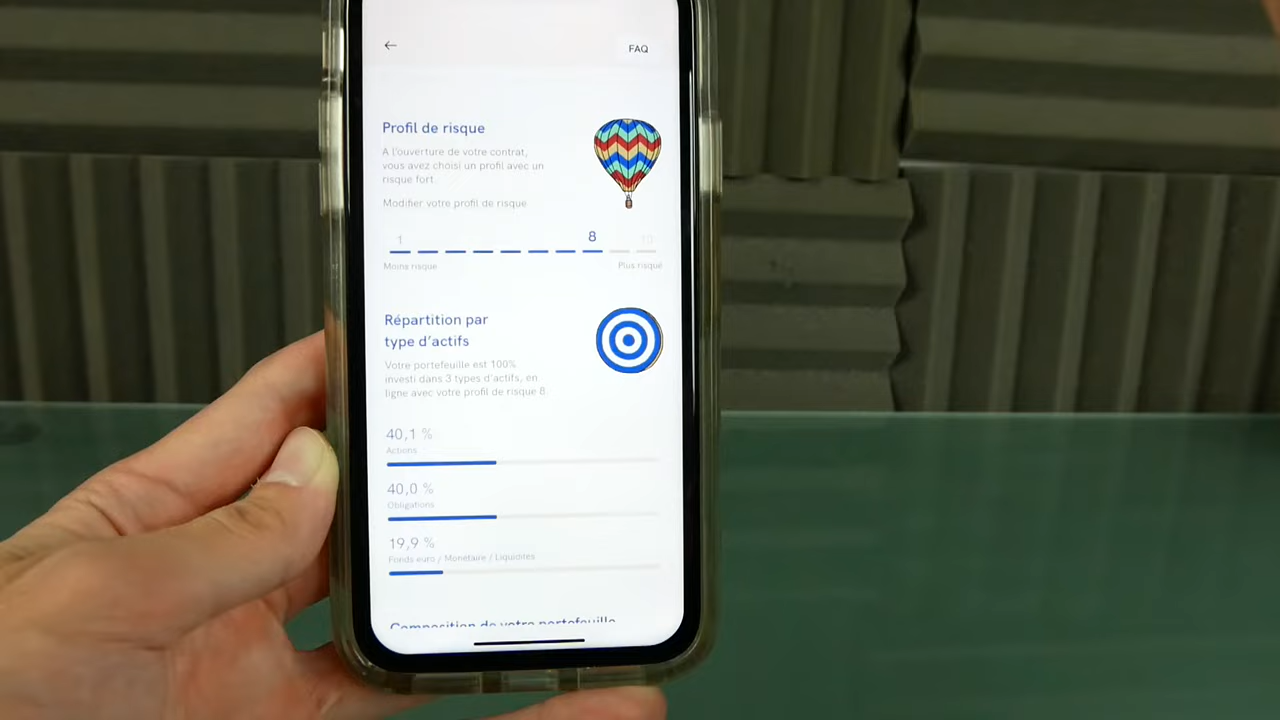 FAQ
Profil de risque
A l'ouverture de votre contrat,
vous avez choisi un profil avec un
risque fort.
Modifier votre profil de risque
1 8 10
Moins risqué Plus risqué
Répartition par
type d'actifs
Votre portefeuille est 100%
investi dans 3 types d'actifs, en
ligne avec votre profil de risque 8.
40,1 %
Actions
40,0 %
Obligations
19,9 %
Fonds euro / Monétaire / Liquidités
Composition de votre portefeuille